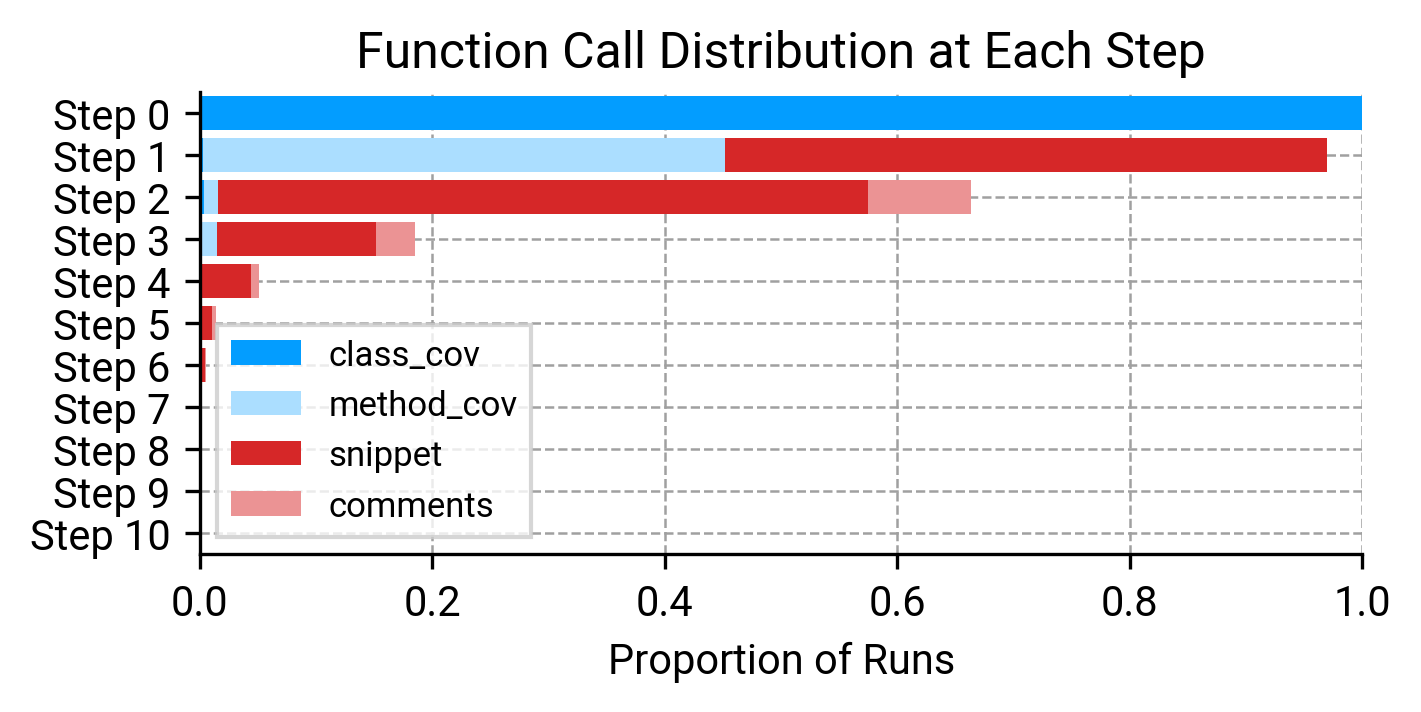 Function Call Distribution at Each Step
Step 0
Step 1
Step 2
Step 3
Step 4
Step 5
Step 6
Step 7
Step 8
Step 9
Step 10
class_cov
method_cov
snippet
comments
0.0 0.2 0.4 0.6 0.8 1.0
Proportion of Runs